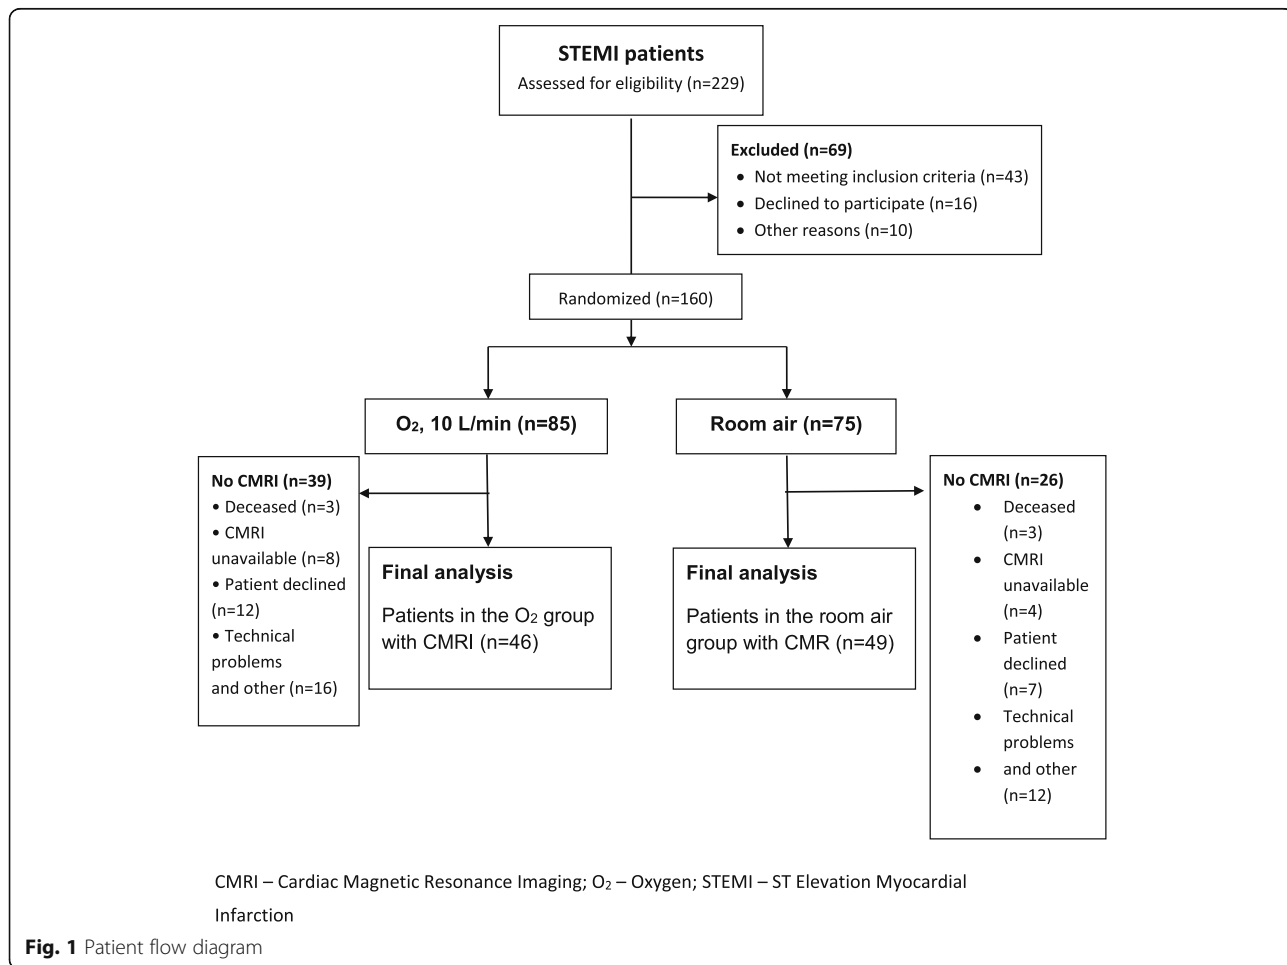 STEMI patients
Assessed for eligibility (n=229)
Excluded (n=69)
• Not meeting inclusion criteria (n=43)
• Declined to participate (n=16)
• Other reasons (n=10)
Randomized (n=160)
O₂, 10 L/min (n=85)
Room air (n=75)
No CMRI (n=39)
• Deceased (n=3)
• CMRI
unavailable (n=8)
• Patient declined
(n=12)
• Technical
problems
and other (n=16)
Final analysis
Patients in the O₂ group
with CMRI (n=46)
Final analysis
Patients in the room air
group with CMR (n=49)
No CMRI (n=26)
• Deceased
(n=3)
• CMRI
unavailable
(n=4)
• Patient
declined
(n=7)
• Technical
problems
• and other
(n=12)
CMRI – Cardiac Magnetic Resonance Imaging; O₂ – Oxygen; STEMI – ST Elevation Myocardial
Infarction
Fig. 1 Patient flow diagram